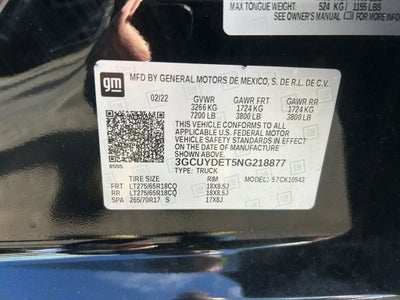 MAX TONGUE WEIGHT: 524 KG / 1155 LBS
SEE OWNER'S MANUAL FOR
gm MFD BY GENERAL MOTORS DE MEXICO, S. DE R.L. DE C.V.
02/22 GVWR GAWR FRT GAWR RR
3266 KG 1724 KG 1724 KG
7200 LB 3800 LB 3800 LB
THIS VEHICLE CONFORMS TO ALL
APPLICABLE U.S. FEDERAL MOTOR
VEHICLE SAFETY STANDARDS IN
EFFECT ON THE DATE OF MANUFACTURE
SHOWN ABOVE.
3GCUYDET5NG218877
TYPE: TRUCK
TIRE SIZE RIM MODEL: 57CK10543
FRT LT275/65R18CQ 18X8.5J
RR LT275/65R18CQ 18X8.5J
SPA 265/70R17 S 17X8J